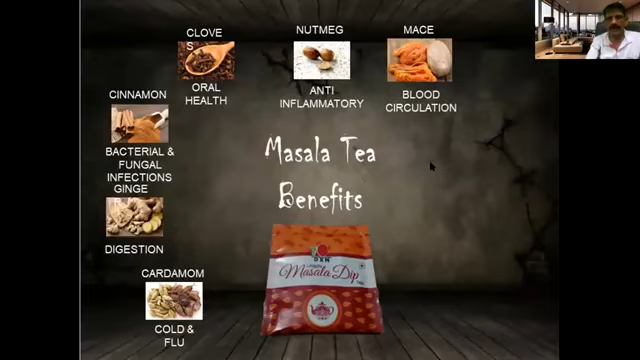 CLOVE
S
ORAL
HEALTH
NUTMEG
ANTI
INFLAMMATORY
MACE
BLOOD
CIRCULATION
CINNAMON
BACTERIAL &
FUNGAL
INFECTIONS
GINGE
DIGESTION
CARDAMOM
COLD &
FLU
Masala Tea
Benefits
DXN
Masala Dip